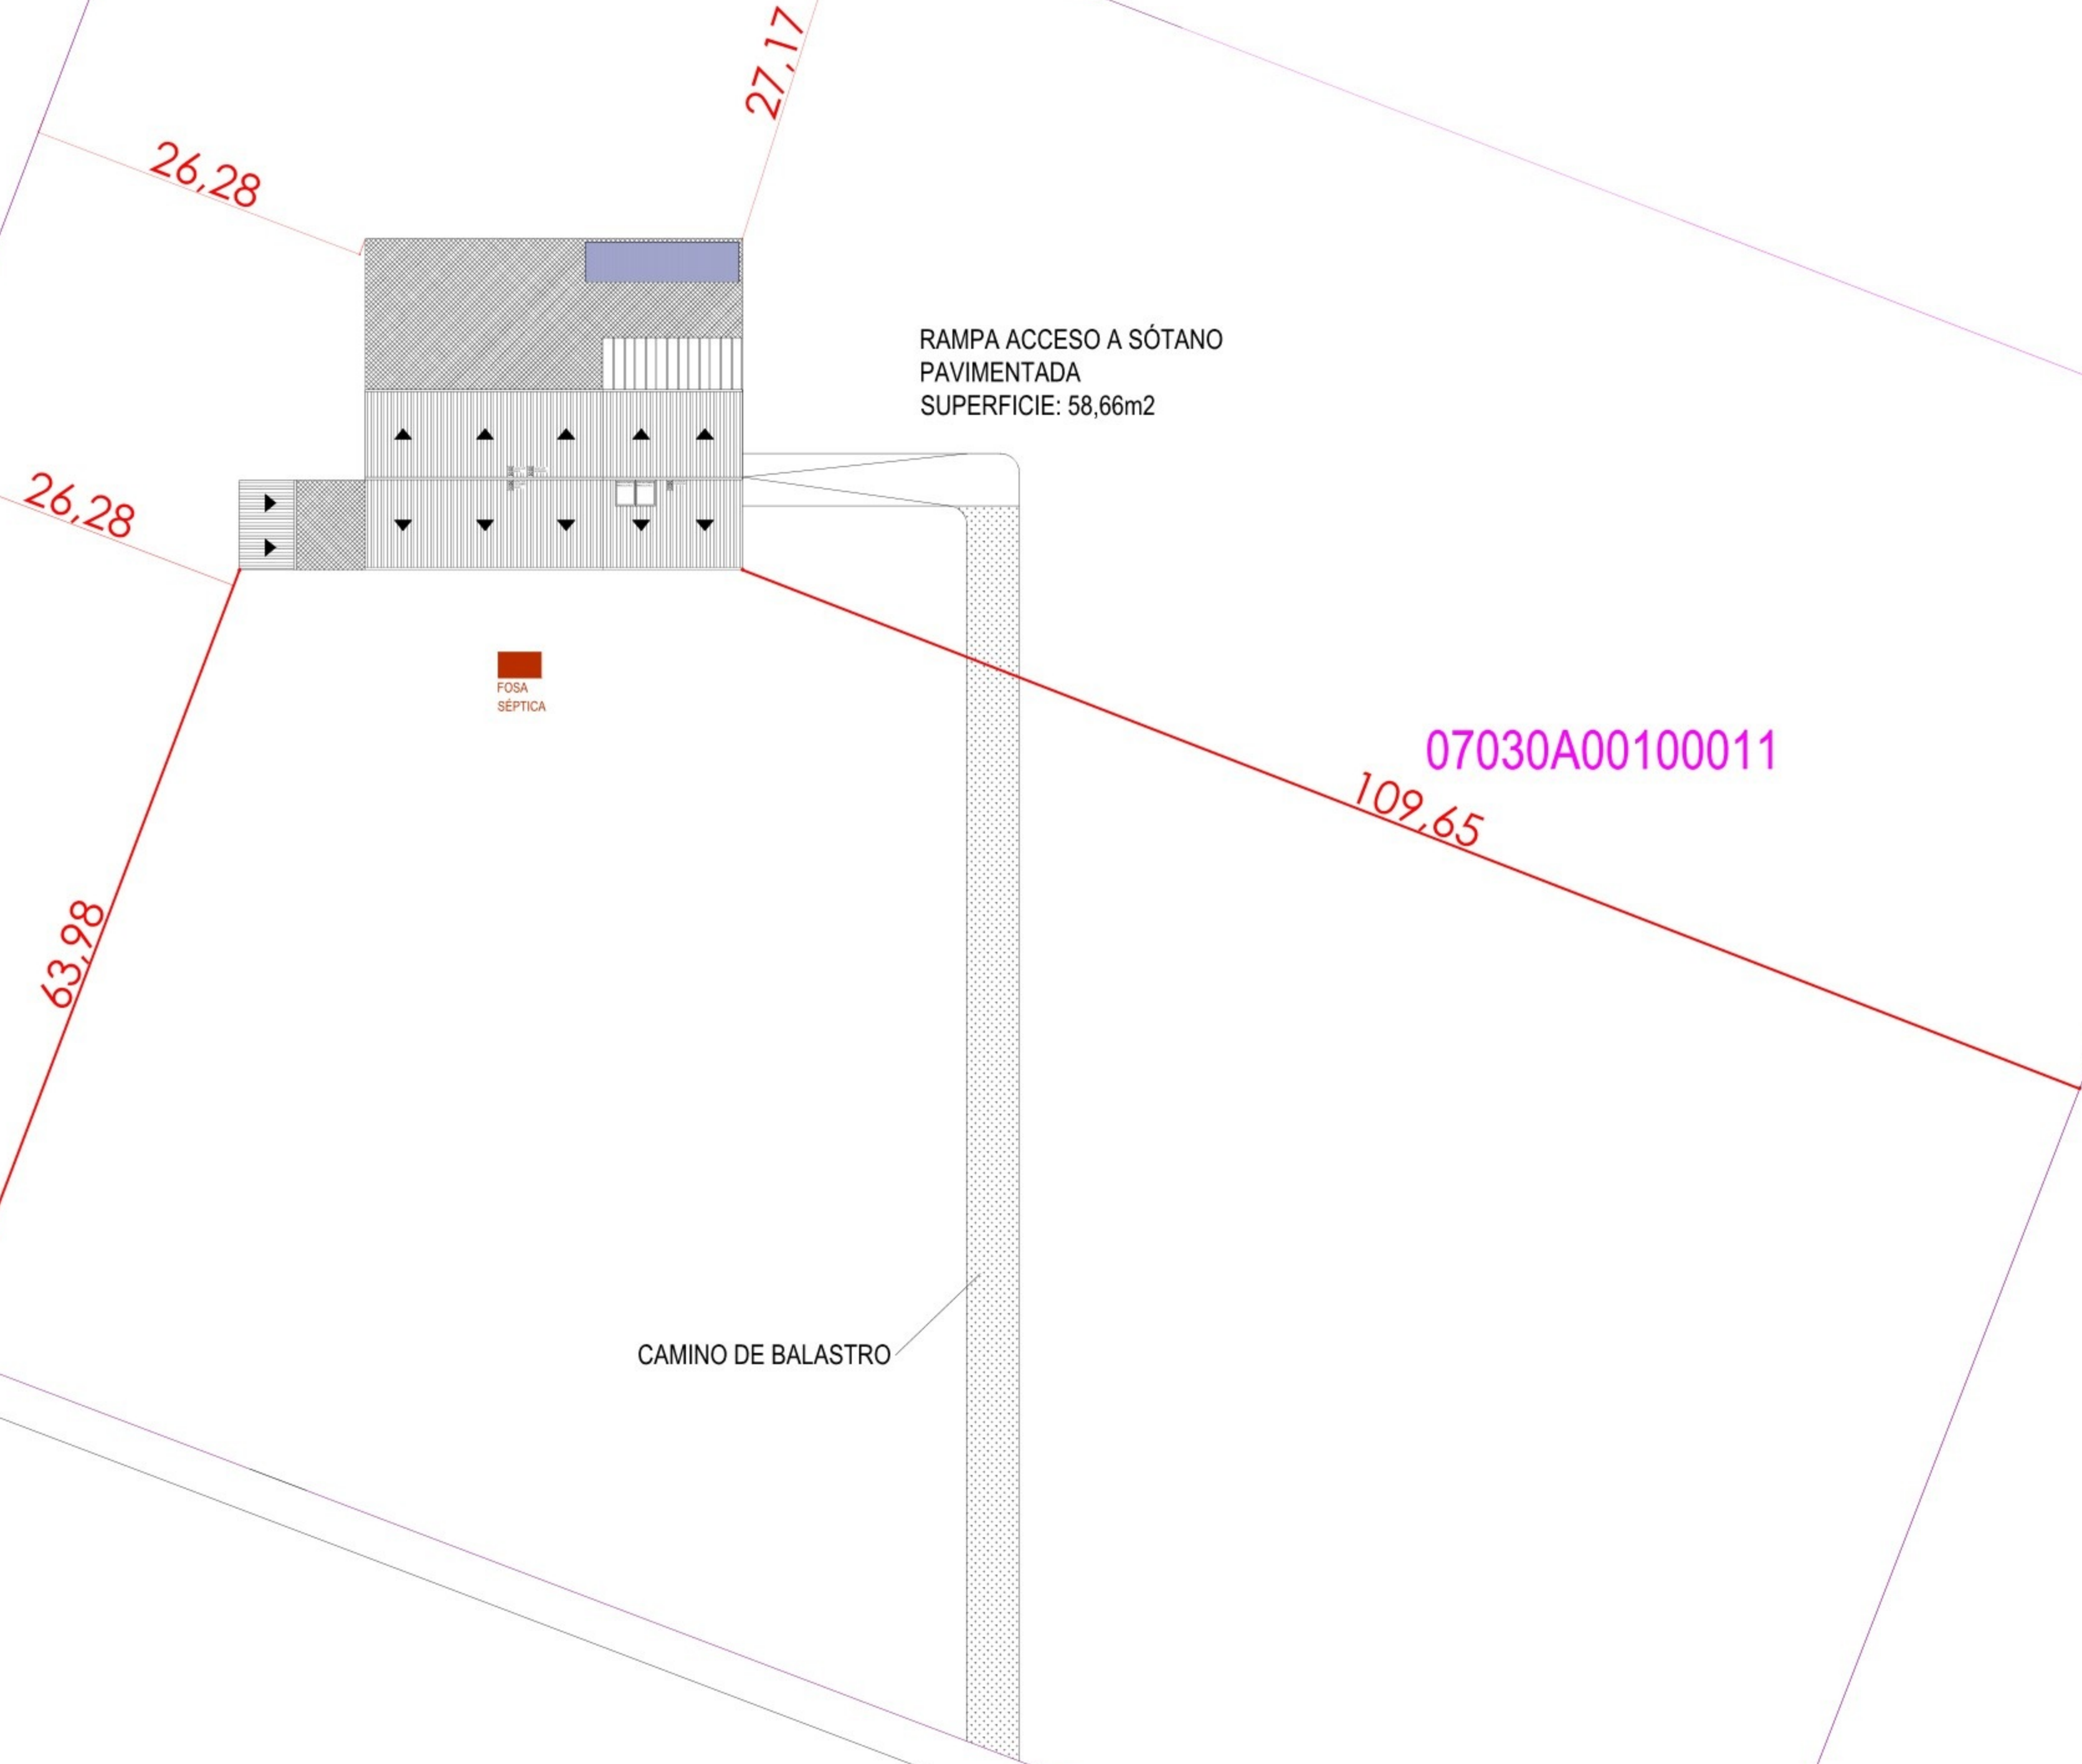 27,17
26,28
RAMPA ACCESO A SÓTANO
PAVIMENTADA
SUPERFICIE: 58,66m2
26,28
FOSA
SÉPTICA
07030A00100011
109,65
63,98
CAMINO DE BALASTRO